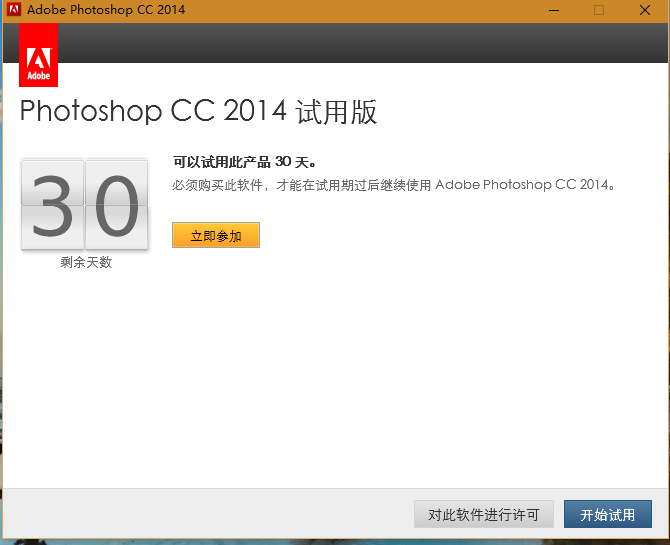 Adobe Photoshop CC 2014
Adobe
Photoshop CC 2014 试用版
30
剩余天数
可以试用此产品 30 天。
必须购买此软件，才能在试用期过后继续使用 Adobe Photoshop CC 2014。
立即参加
对此软件进行许可
开始试用